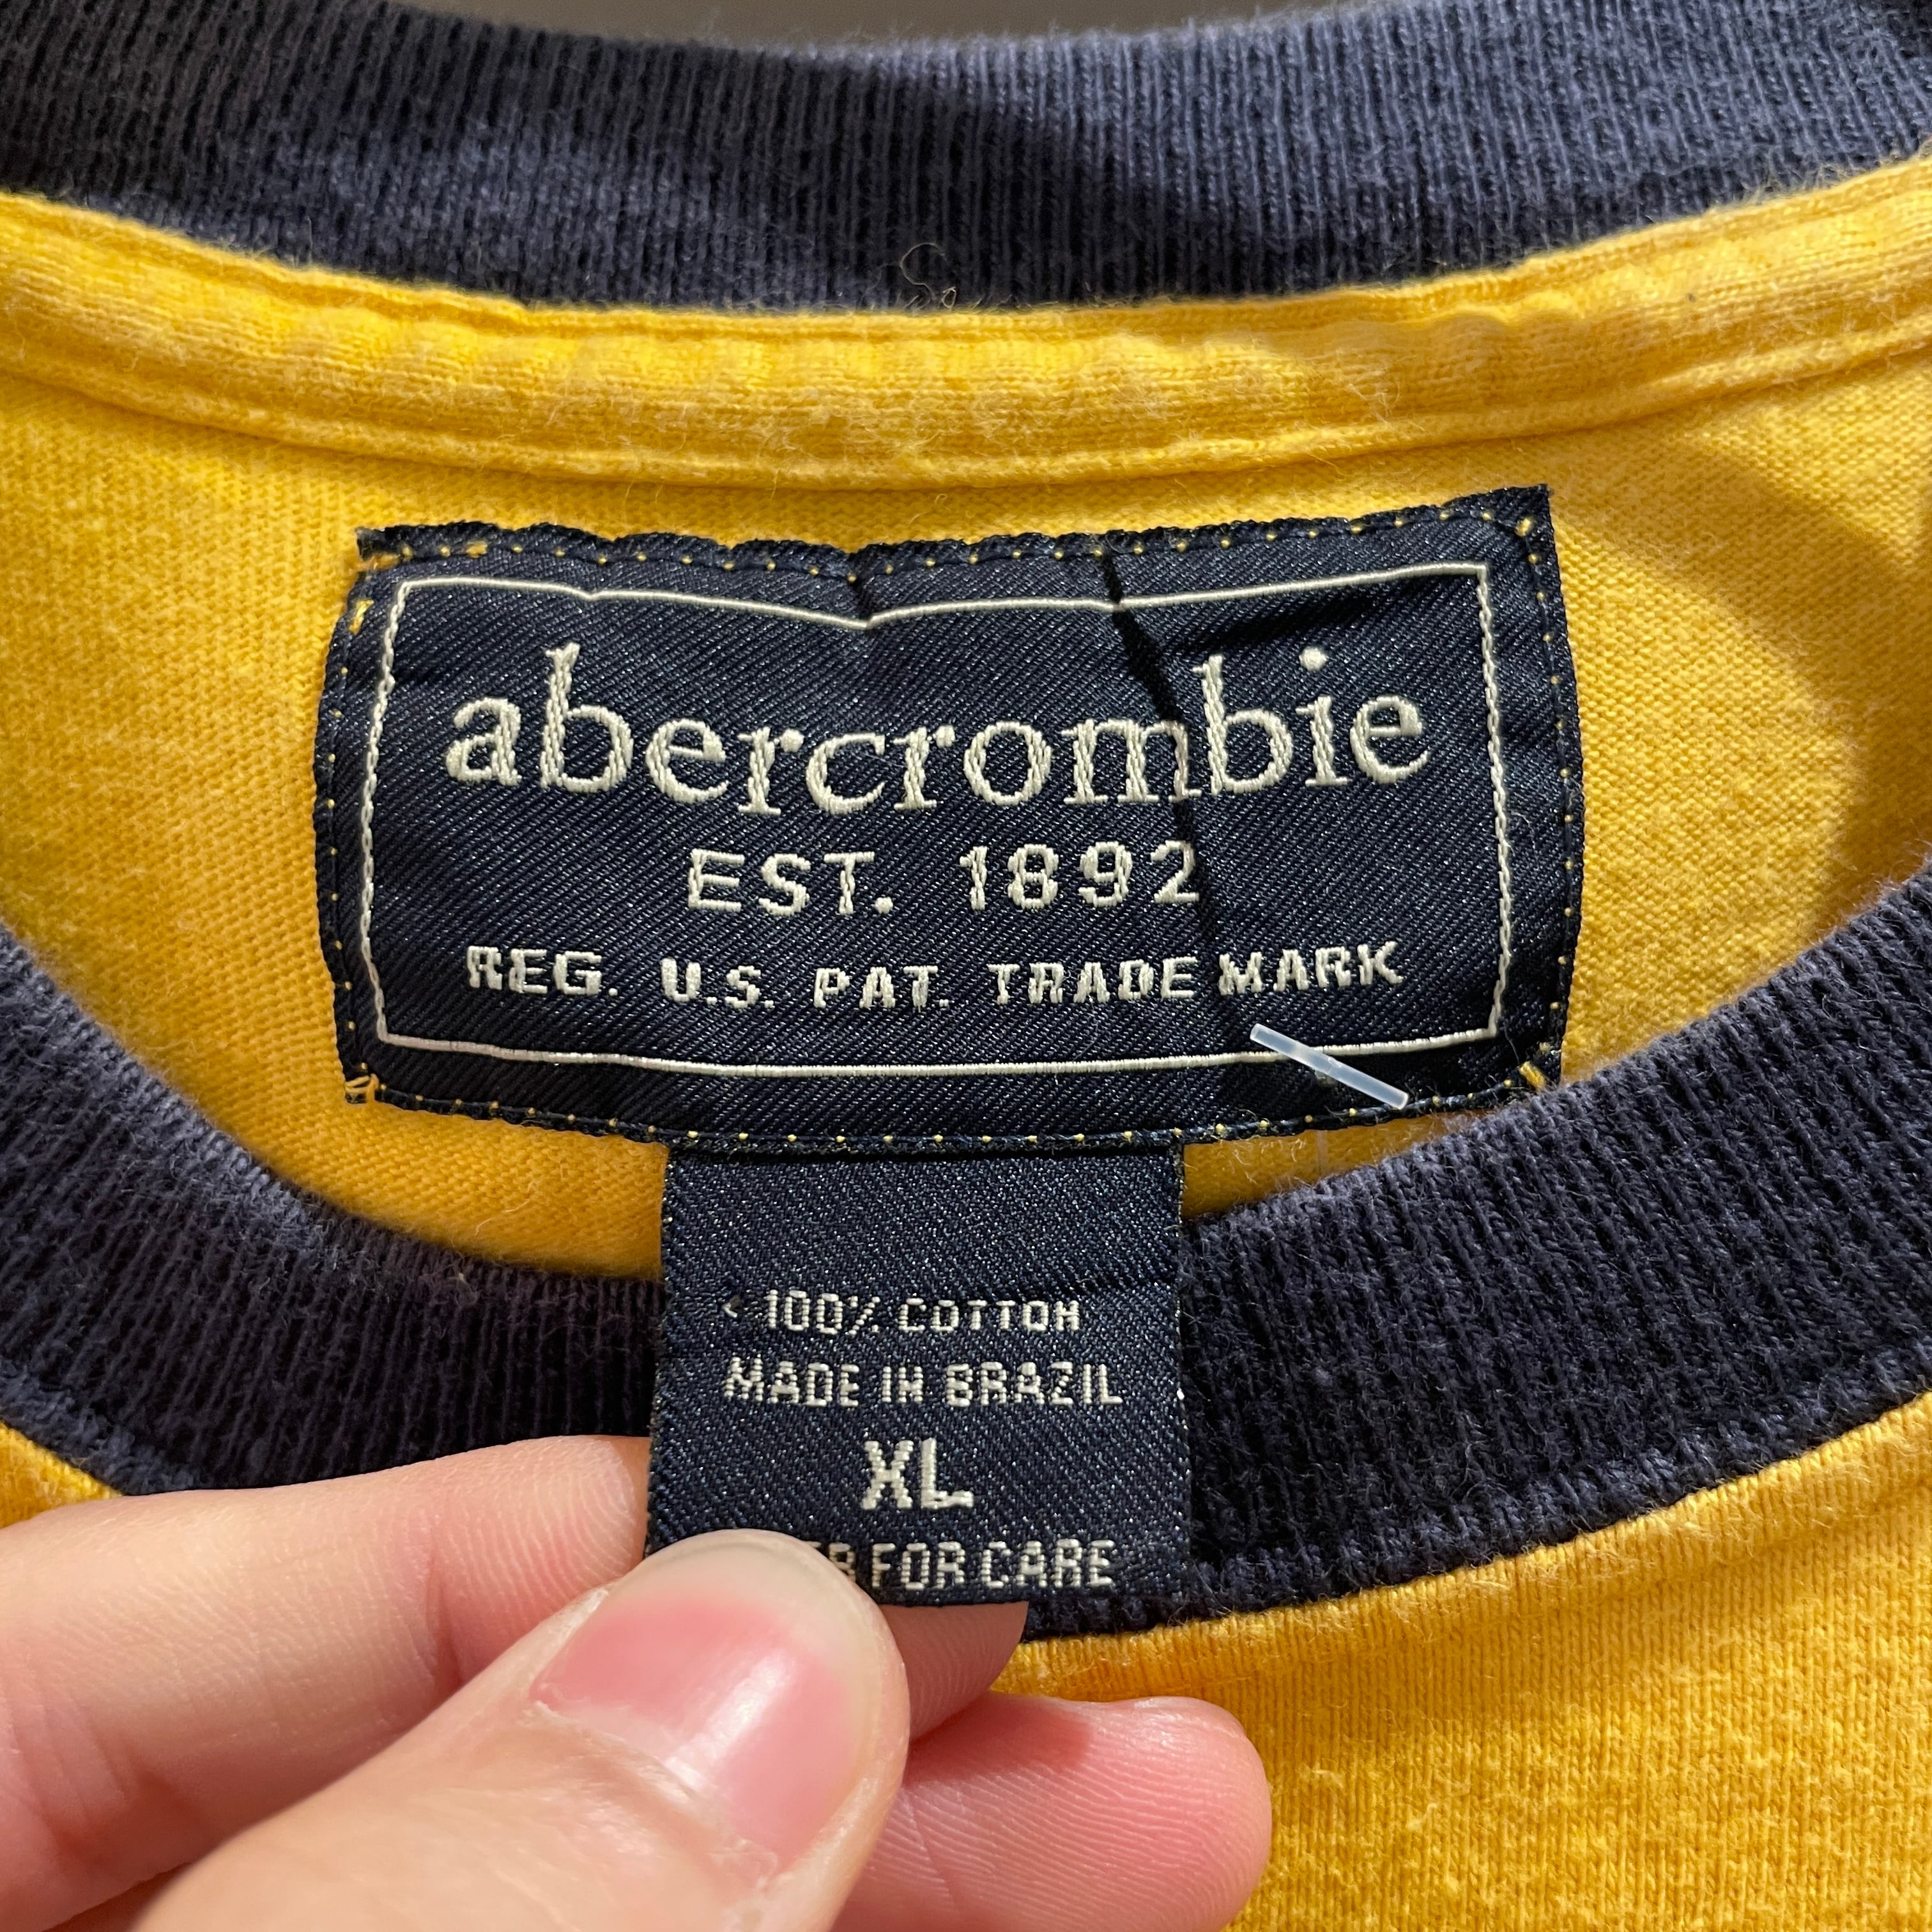 abercrombie
EST. 1892
REG. U.S. PAT. TRADE MARK
100% COTTON
MADE IN BRAZIL
XL
FOR CARE